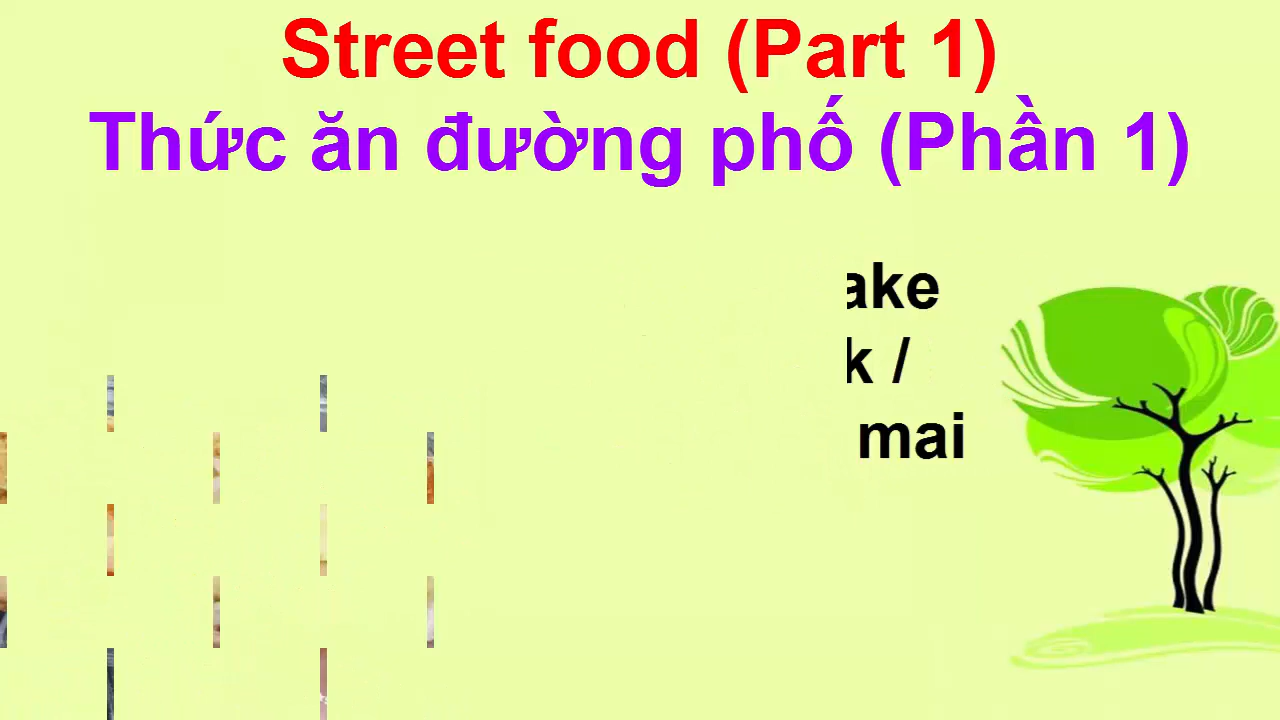 Street food (Part 1)
Thức ăn đường phố (Phần 1)
ake
k /
mai